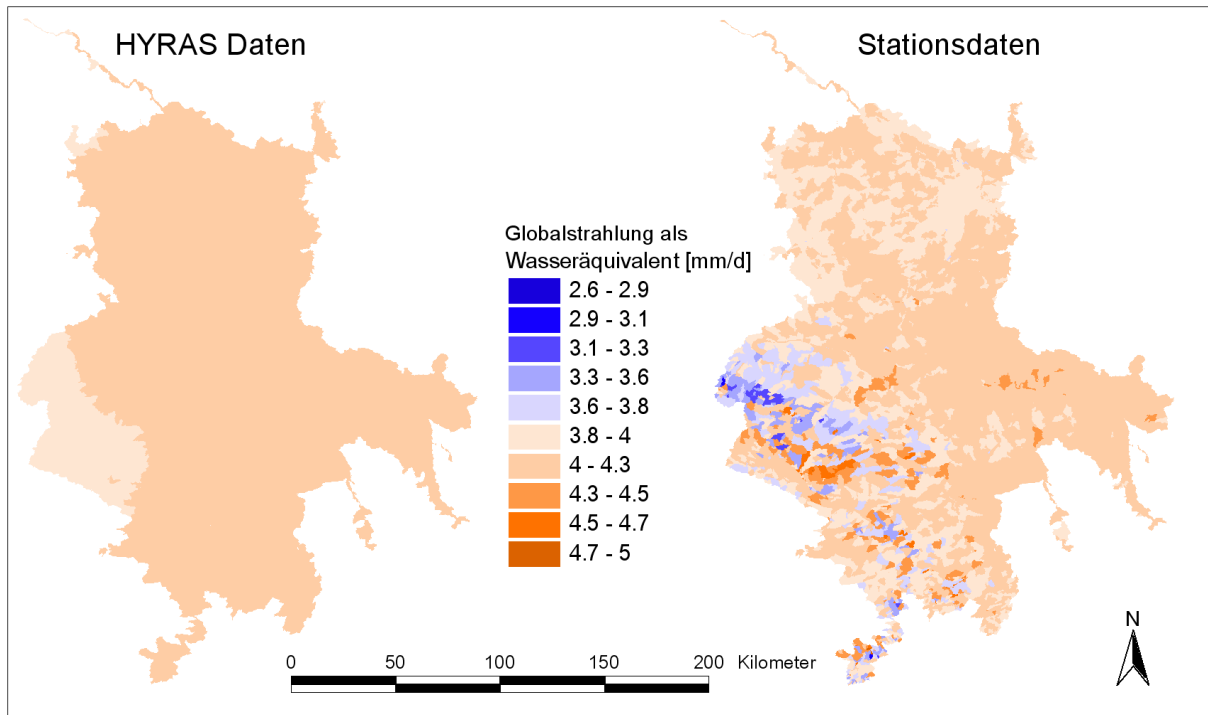 HYRAS Daten
Stationsdaten
Globalstrahlung als
Wasseräquivalent [mm/d]
2.6 - 2.9
2.9 - 3.1
3.1 - 3.3
3.3 - 3.6
3.6 - 3.8
3.8 - 4
4 - 4.3
4.3 - 4.5
4.5 - 4.7
4.7 - 5
N
0 50 100 150 200 Kilometer